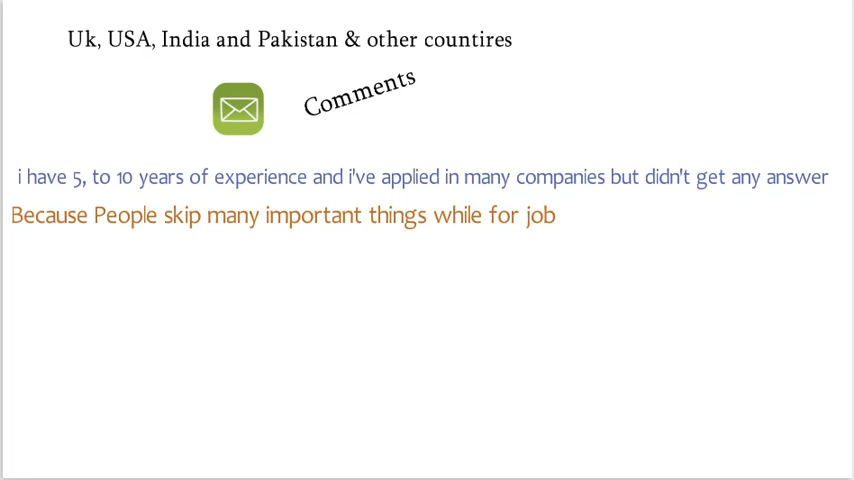 Uk, USA, India and Pakistan & other countires
Comments
i have 5, to 10 years of experience and i've applied in many companies but didn't get any answer
Because People skip many important things while for job